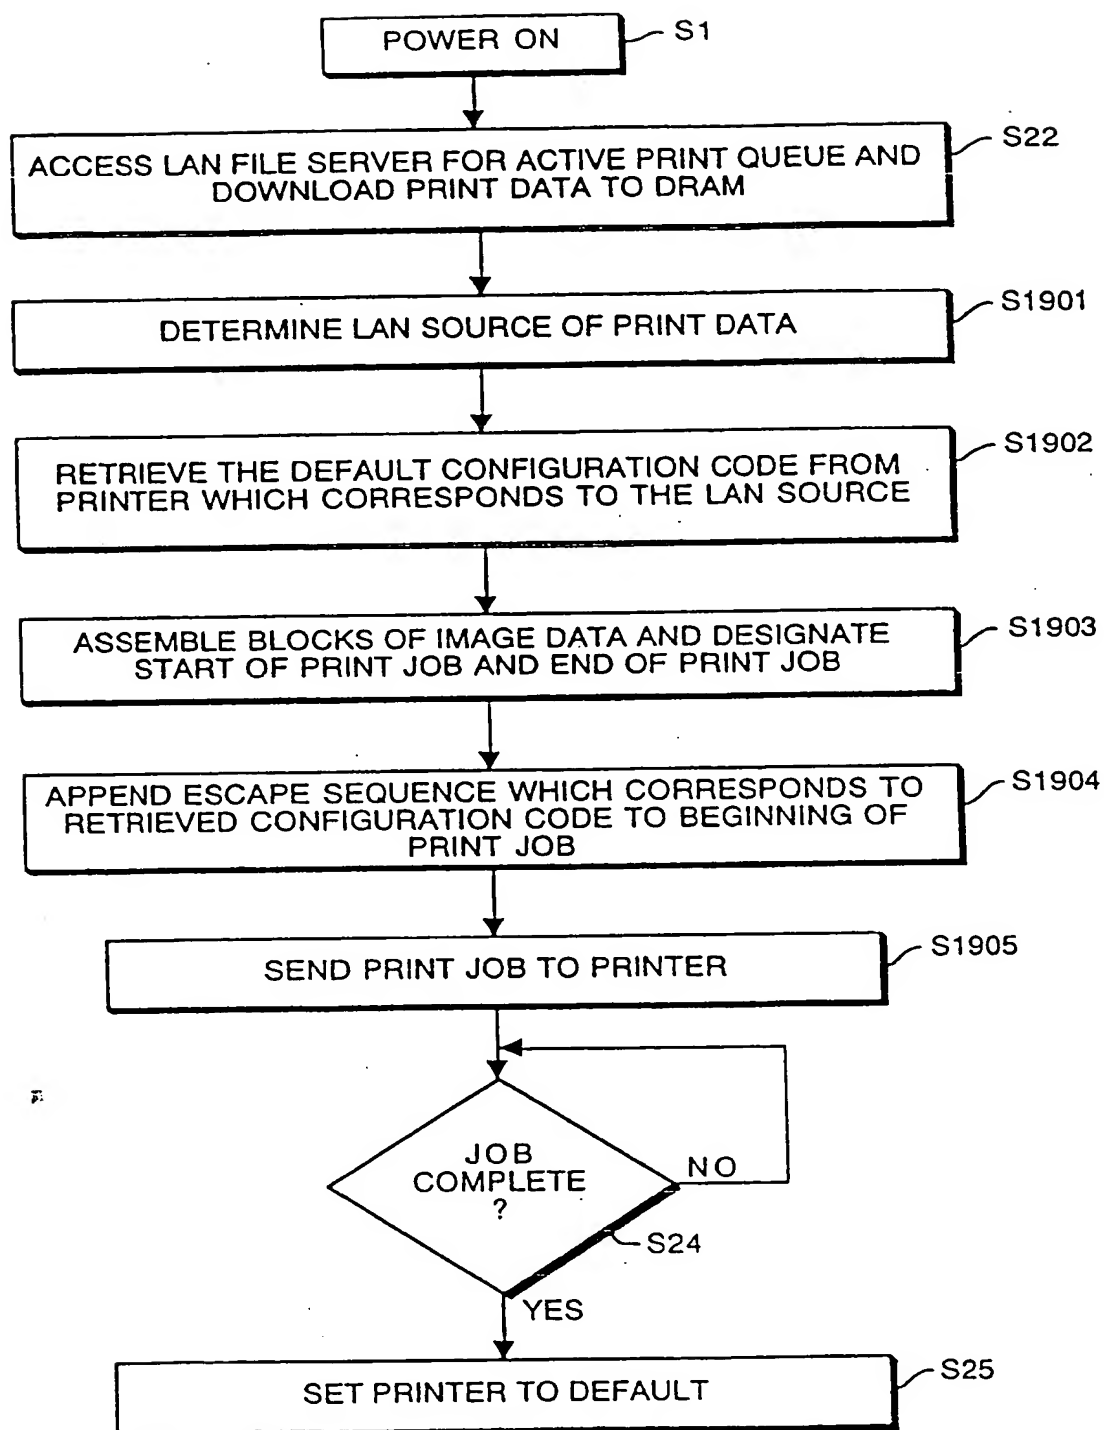 POWER ON
S1
ACCESS LAN FILE SERVER FOR ACTIVE PRINT QUEUE AND
DOWNLOAD PRINT DATA TO DRAM
S22
DETERMINE LAN SOURCE OF PRINT DATA
S1901
RETRIEVE THE DEFAULT CONFIGURATION CODE FROM
PRINTER WHICH CORRESPONDS TO THE LAN SOURCE
S1902
ASSEMBLE BLOCKS OF IMAGE DATA AND DESIGNATE
START OF PRINT JOB AND END OF PRINT JOB
S1903
APPEND ESCAPE SEQUENCE WHICH CORRESPONDS TO
RETRIEVED CONFIGURATION CODE TO BEGINNING OF
PRINT JOB
S1904
SEND PRINT JOB TO PRINTER
S1905
JOB
COMPLETE
?
NO
S24
YES
SET PRINTER TO DEFAULT
S25